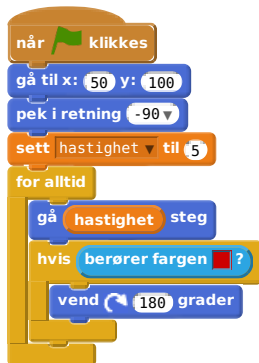 når klikkes
gå til x: 50 y: 100
pek i retning -90▼
sett hastighet ▼ til 5
for alltid
gå hastighet steg
hvis berører fargen ?
vend 180 grader